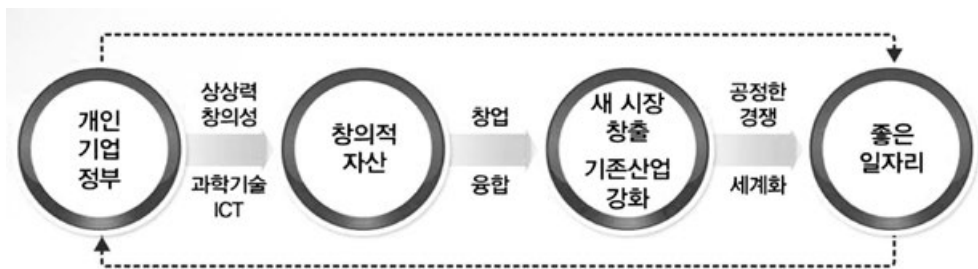 개인
기업
정부
상상력
창의성
과학기술
ICT
창의적
자산
창업
융합
새 시장
창출
기존산업
강화
공정한
경쟁
세계화
좋은
일자리